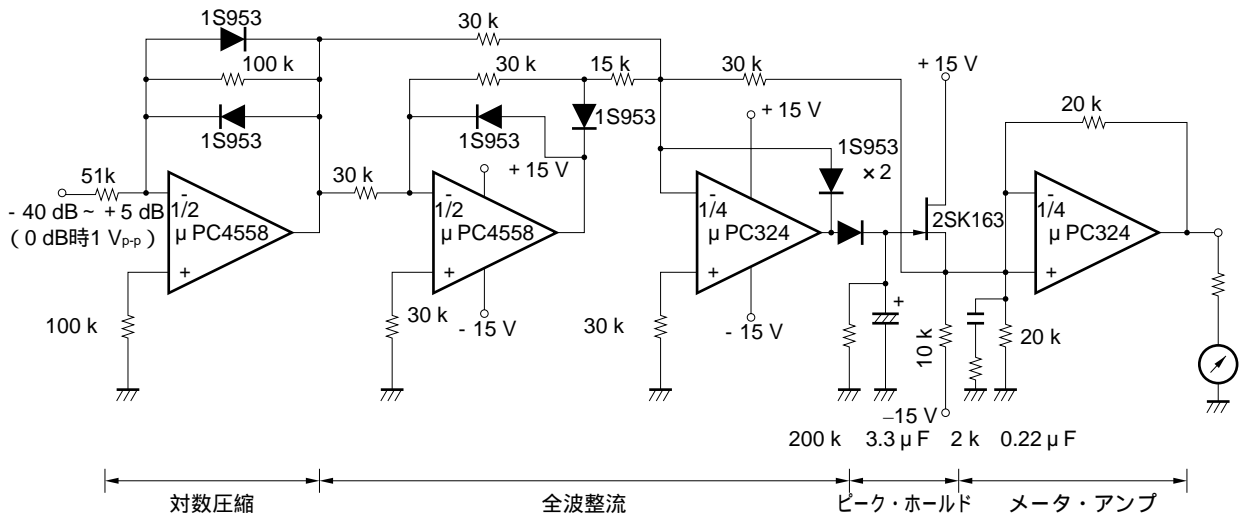 1S953
100 k
1S953
51k
- 40 dB ~ + 5 dB
( 0 dB時1 Vp-p )
-
1/2
μ PC4558
+
100 k
30 k
30 k
15 k
1S953
1S953
+ 15 V
30 k
-
1/2
μ PC4558
+
30 k
- 15 V
30 k
+ 15 V
1S953
× 2
-
1/4
μ PC324
+
30 k
- 15 V
+ 15 V
2SK163
20 k
-
1/4
μ PC324
+
+
10 k
20 k
–15 V
200 k 3.3 μ F 2 k 0.22 μ F
対数圧縮 全波整流 ピーク・ホールド メータ・アンプ